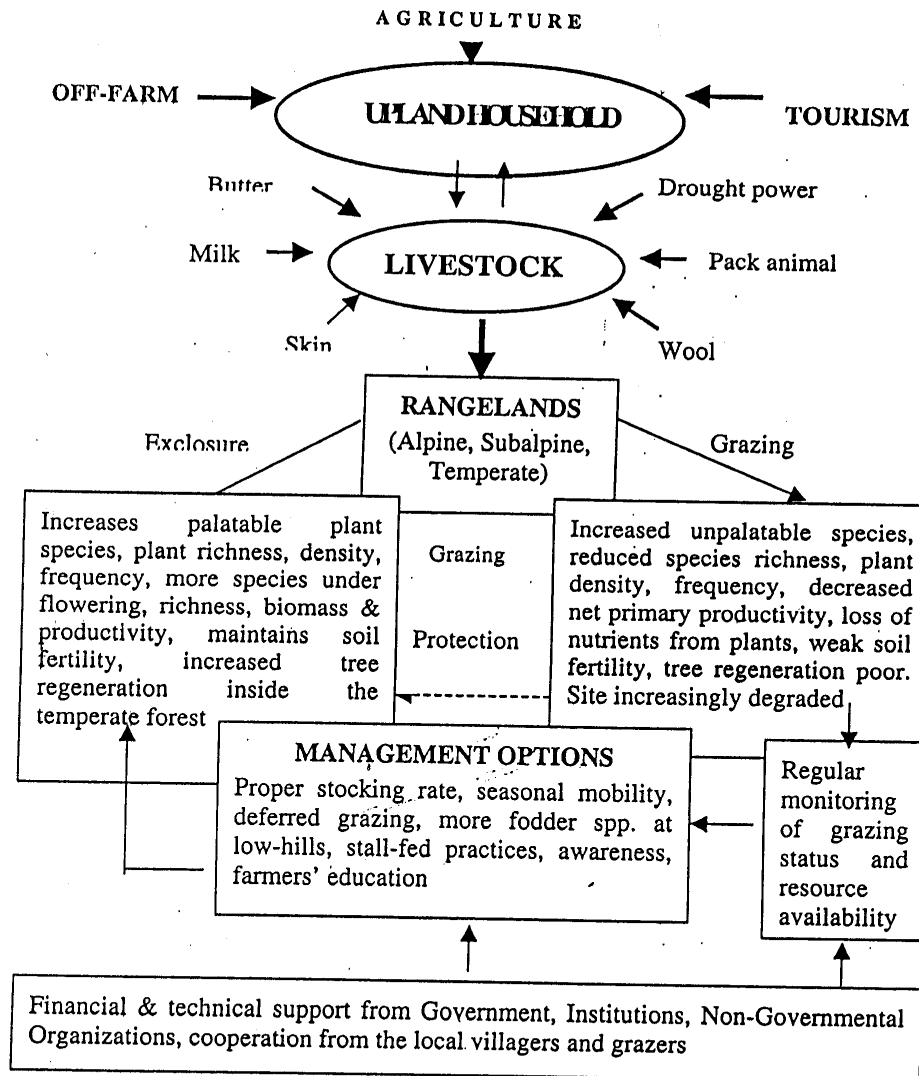 AGRICULTURE
OFF-FARM
UPLAND HOUSEHOLD
TOURISM
Butter
Drought power
Milk
LIVESTOCK
Pack animal
Skin
Wool
RANGELANDS
(Alpine, Subalpine,
Temperate)
Exclosure
Grazing
Increases palatable plant
species, plant richness, density,
frequency, more species under
flowering, richness, biomass &
productivity, maintains soil
fertility, increased tree
regeneration inside the
temperate forest
Grazing
Protection
Increased unpalatable species,
reduced species richness, plant
density, frequency, decreased
net primary productivity, loss of
nutrients from plants, weak soil
fertility, tree regeneration poor.
Site increasingly degraded
MANAGEMENT OPTIONS
Proper stocking rate, seasonal mobility,
deferred grazing, more fodder spp. at
low-hills, stall-fed practices, awareness,
farmers' education
Regular
monitoring
of grazing
status and
resource
availability
Financial & technical support from Government, Institutions, Non-Governmental
Organizations, cooperation from the local villagers and grazers